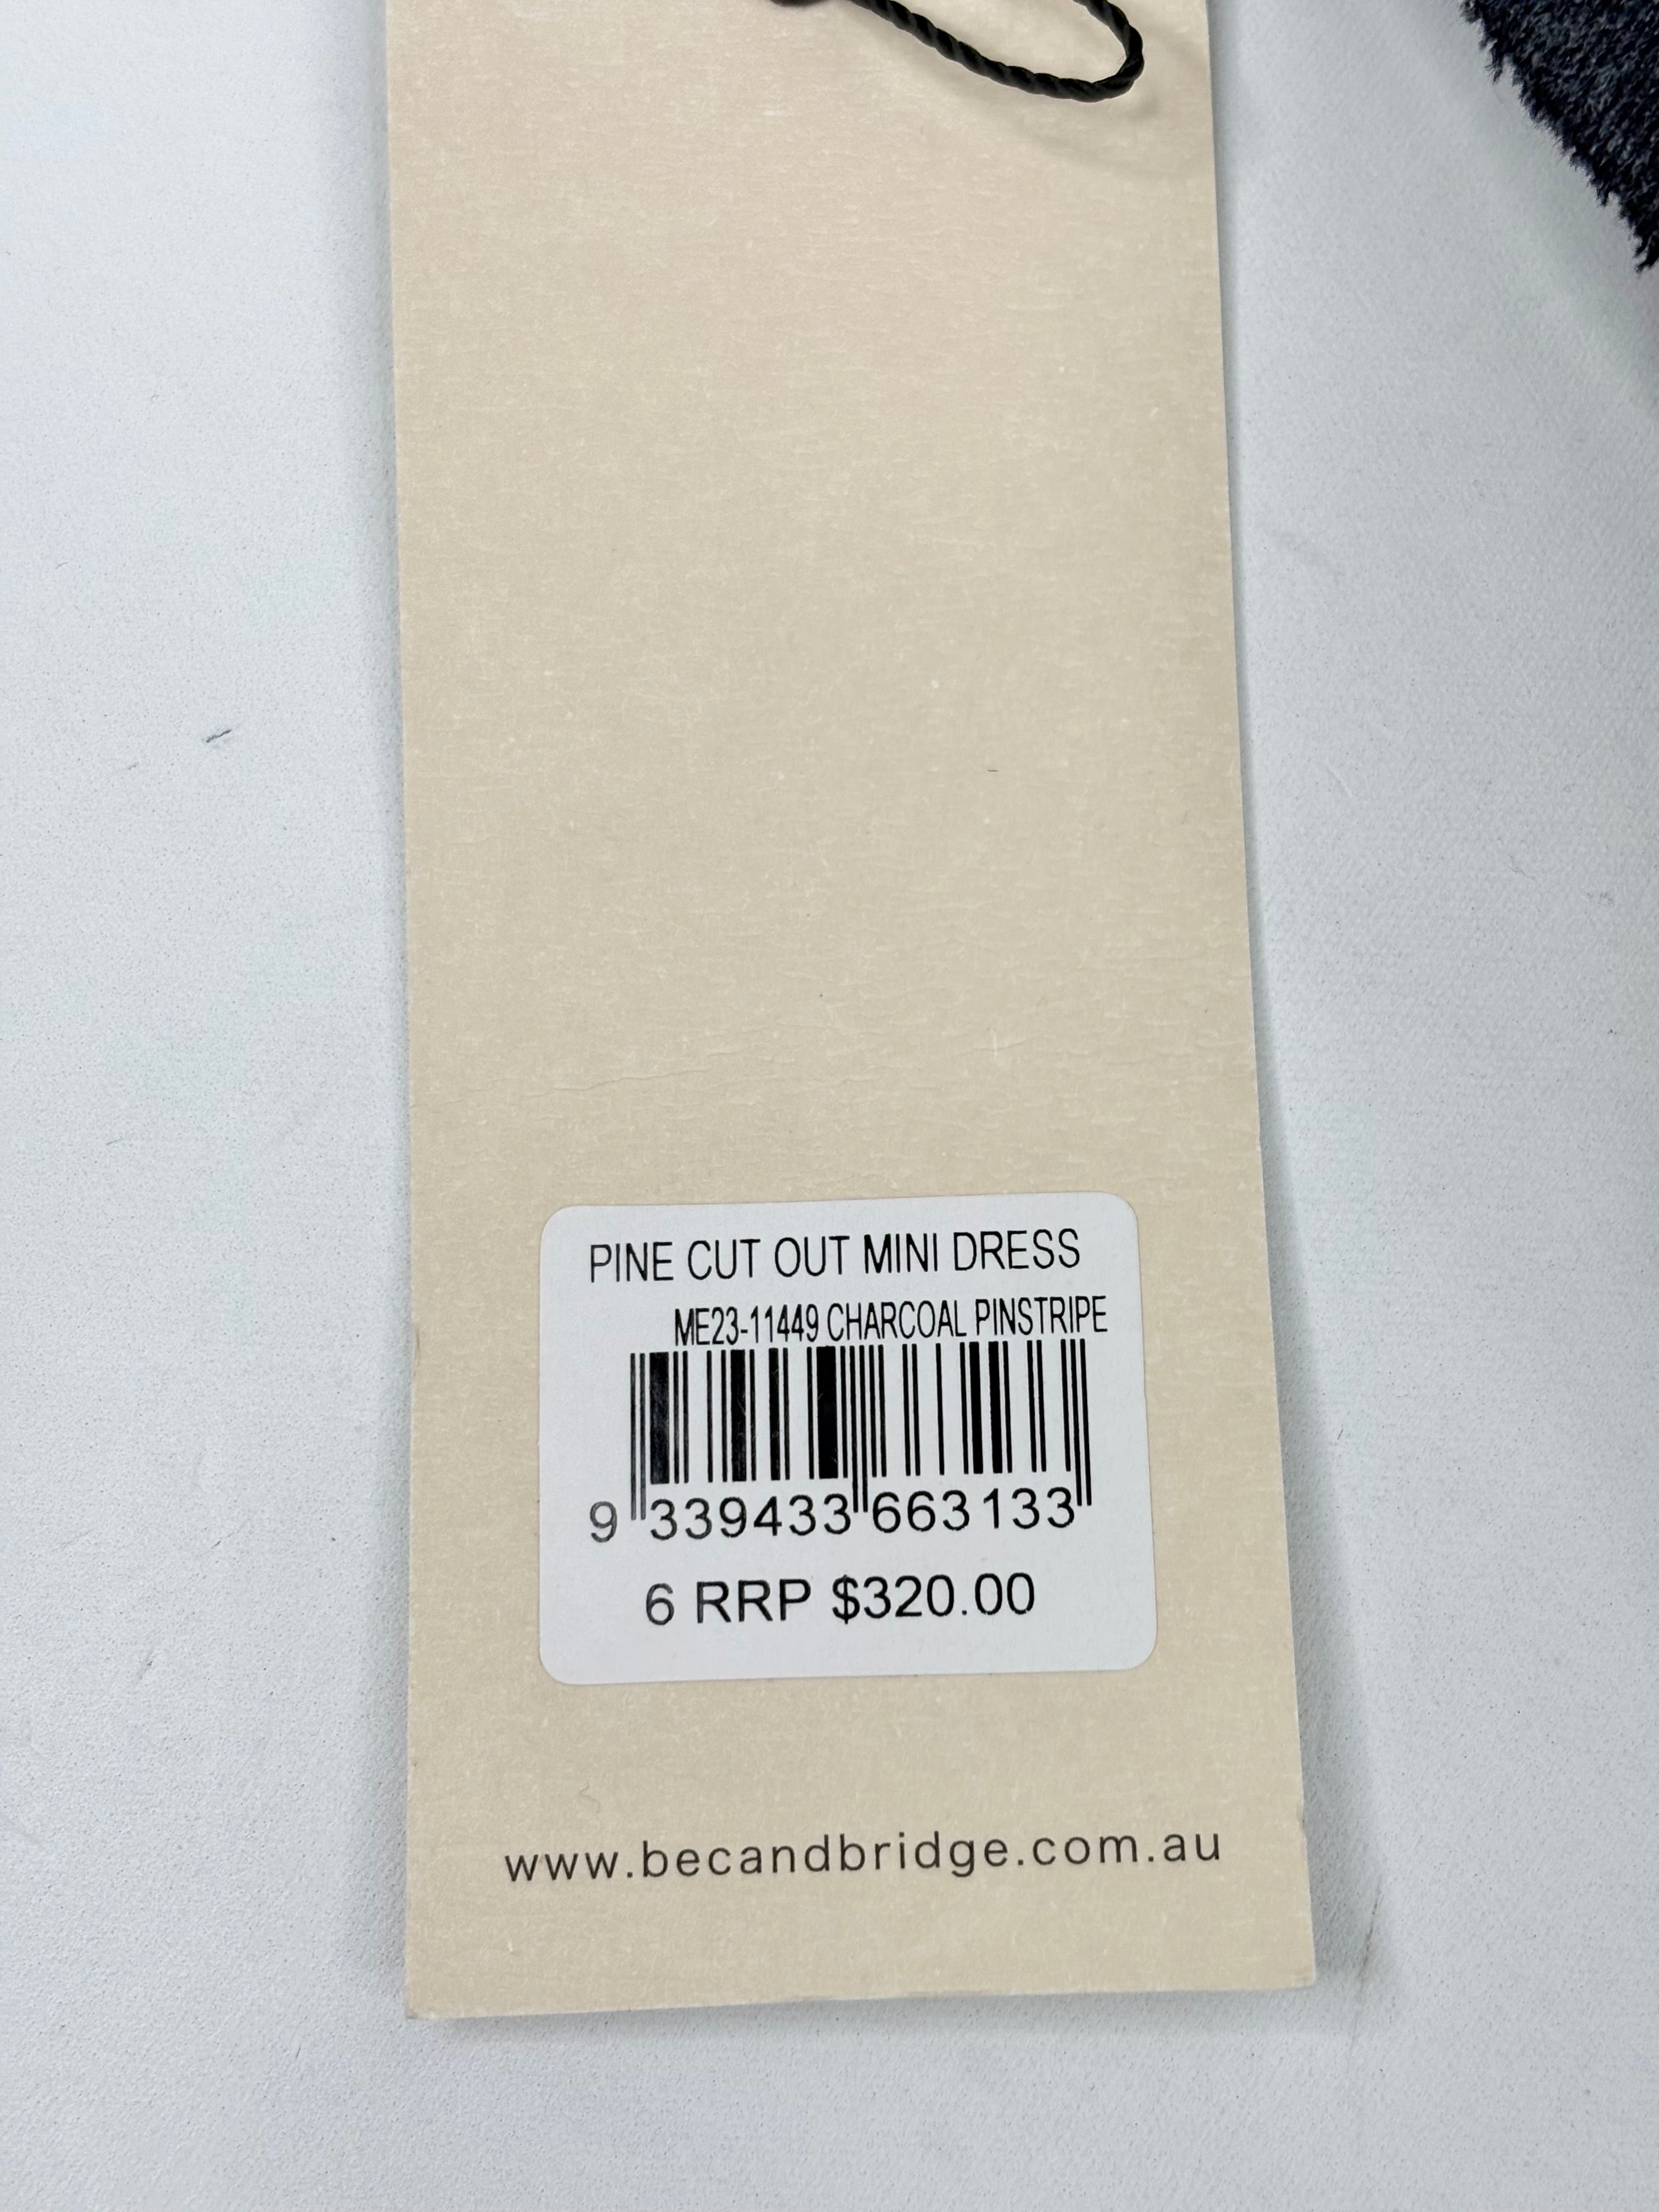 PINE CUT OUT MINI DRESS
ME23-11449 CHARCOAL PINSTRIPE
9 339433 663133
6 RRP $320.00
www.becandbridge.com.au